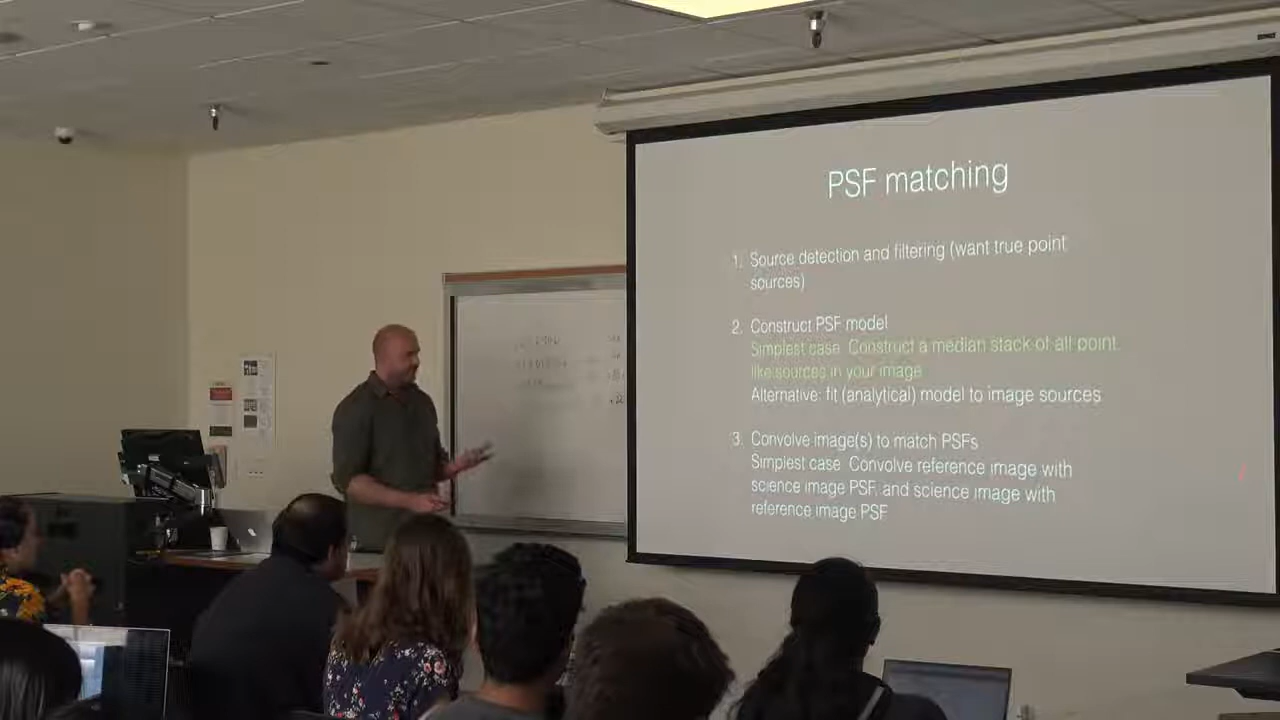 PSF matching
1. Source detection and filtering (want true point
sources)
2. Construct PSF model
Simplest case: Construct a median stack of all point
like sources in your image
Alternative: fit (analytical) model to image sources
3. Convolve image(s) to match PSFs
Simplest case: Convolve reference image with
science image PSF, and science image with
reference image PSF